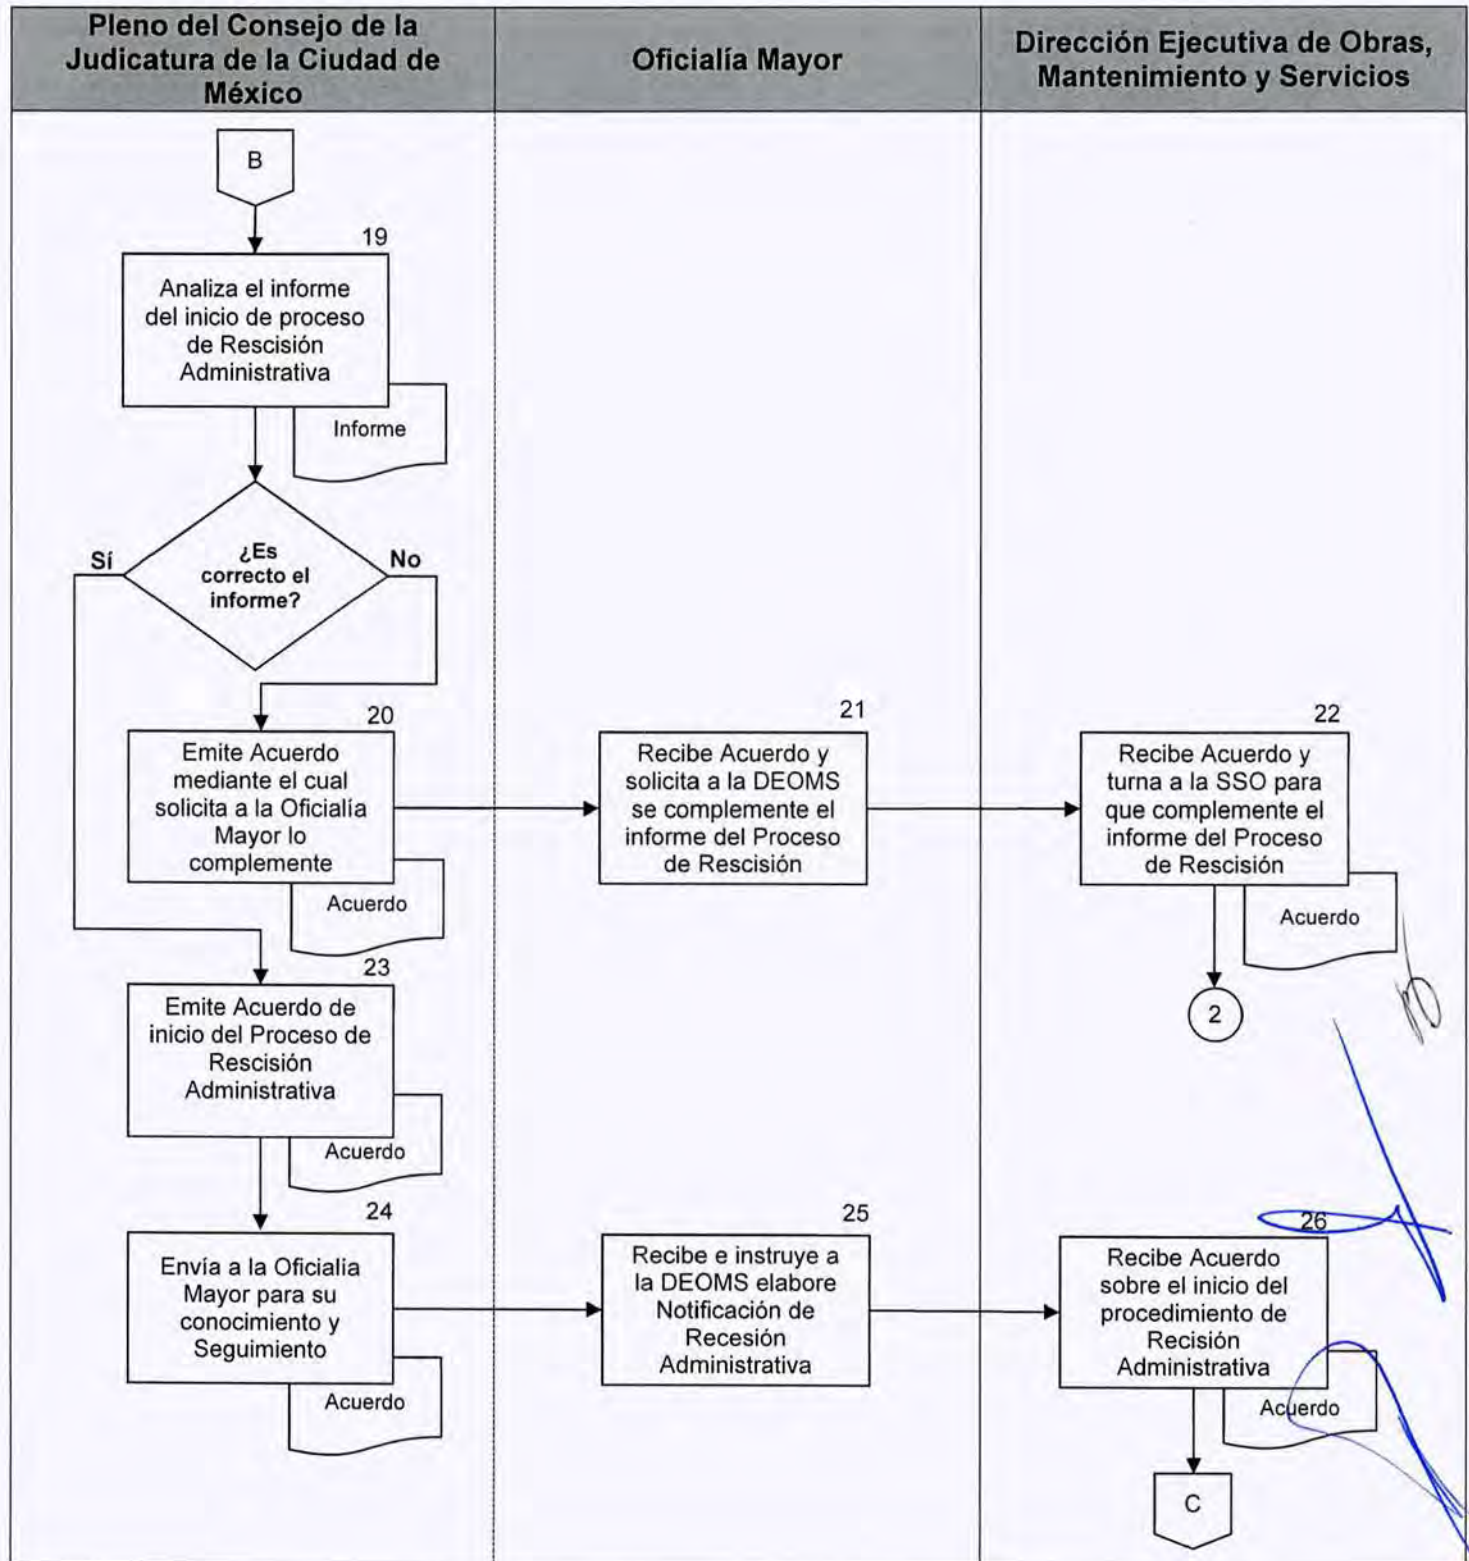 Pleno del Consejo de la
Judicatura de la Ciudad de
México
Oficialía Mayor
Dirección Ejecutiva de Obras,
Mantenimiento y Servicios
B
19
Analiza el informe
del inicio de proceso
de Rescisión
Administrativa
Informe
¿Es
correcto el
informe?
Sí
No
20
Emite Acuerdo
mediante el cual
solicita a la Oficialía
Mayor lo
complemente
Acuerdo
21
Recibe Acuerdo y
solicita a la DEOMS
se complemente el
informe del Proceso
de Rescisión
22
Recibe Acuerdo y
turna a la SSO para
que complemente el
informe del Proceso
de Rescisión
Acuerdo
2
23
Emite Acuerdo de
inicio del Proceso de
Rescisión
Administrativa
Acuerdo
24
Envía a la Oficialía
Mayor para su
conocimiento y
Seguimiento
Acuerdo
25
Recibe e instruye a
la DEOMS elabore
Notificación de
Recesión
Administrativa
26
Recibe Acuerdo
sobre el inicio del
procedimiento de
Recisión
Administrativa
Acuerdo
C